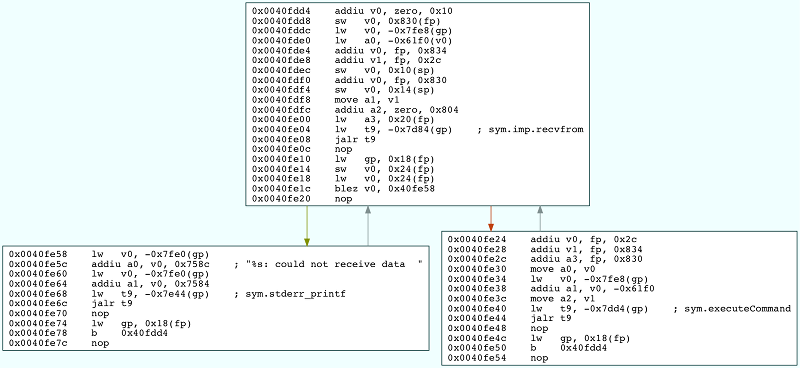 0x0040fdd4 addiu v0, zero, 0x10
0x0040fdd8 sw v0, 0x830(fp)
0x0040fddc lw v0, -0x7fe8(gp)
0x0040fde0 lw a0, -0x61f0(v0)
0x0040fde4 addiu v0, fp, 0x834
0x0040fde8 addiu v1, fp, 0x2c
0x0040fdec sw v0, 0x10(sp)
0x0040fdf0 addiu v0, fp, 0x830
0x0040fdf4 sw v0, 0x14(sp)
0x0040fdf8 move a1, v1
0x0040fdfc addiu a2, zero, 0x804
0x0040fe00 lw a3, 0x20(fp)
0x0040fe04 lw t9, -0x7d84(gp) ; sym.imp.recvfrom
0x0040fe08 jalr t9
0x0040fe0c nop
0x0040fe10 lw gp, 0x18(fp)
0x0040fe14 sw v0, 0x24(fp)
0x0040fe18 lw v0, 0x24(fp)
0x0040fe1c blez v0, 0x40fe58
0x0040fe20 nop
0x0040fe58 lw v0, -0x7fe0(gp)
0x0040fe5c addiu a0, v0, 0x758c ; "%s: could not receive data "
0x0040fe60 lw v0, -0x7fe0(gp)
0x0040fe64 addiu a1, v0, 0x7584
0x0040fe68 lw t9, -0x7e44(gp) ; sym.stderr_printf
0x0040fe6c jalr t9
0x0040fe70 nop
0x0040fe74 lw gp, 0x18(fp)
0x0040fe78 b 0x40fdd4
0x0040fe7c nop
0x0040fe24 addiu v0, fp, 0x2c
0x0040fe28 addiu v1, fp, 0x834
0x0040fe2c addiu a3, fp, 0x830
0x0040fe30 move a0, v0
0x0040fe34 lw v0, -0x7fe8(gp)
0x0040fe38 addiu a1, v0, -0x61f0
0x0040fe3c move a2, v1
0x0040fe40 lw t9, -0x7dd4(gp) ; sym.executeCommand
0x0040fe44 jalr t9
0x0040fe48 nop
0x0040fe4c lw gp, 0x18(fp)
0x0040fe50 b 0x40fdd4
0x0040fe54 nop